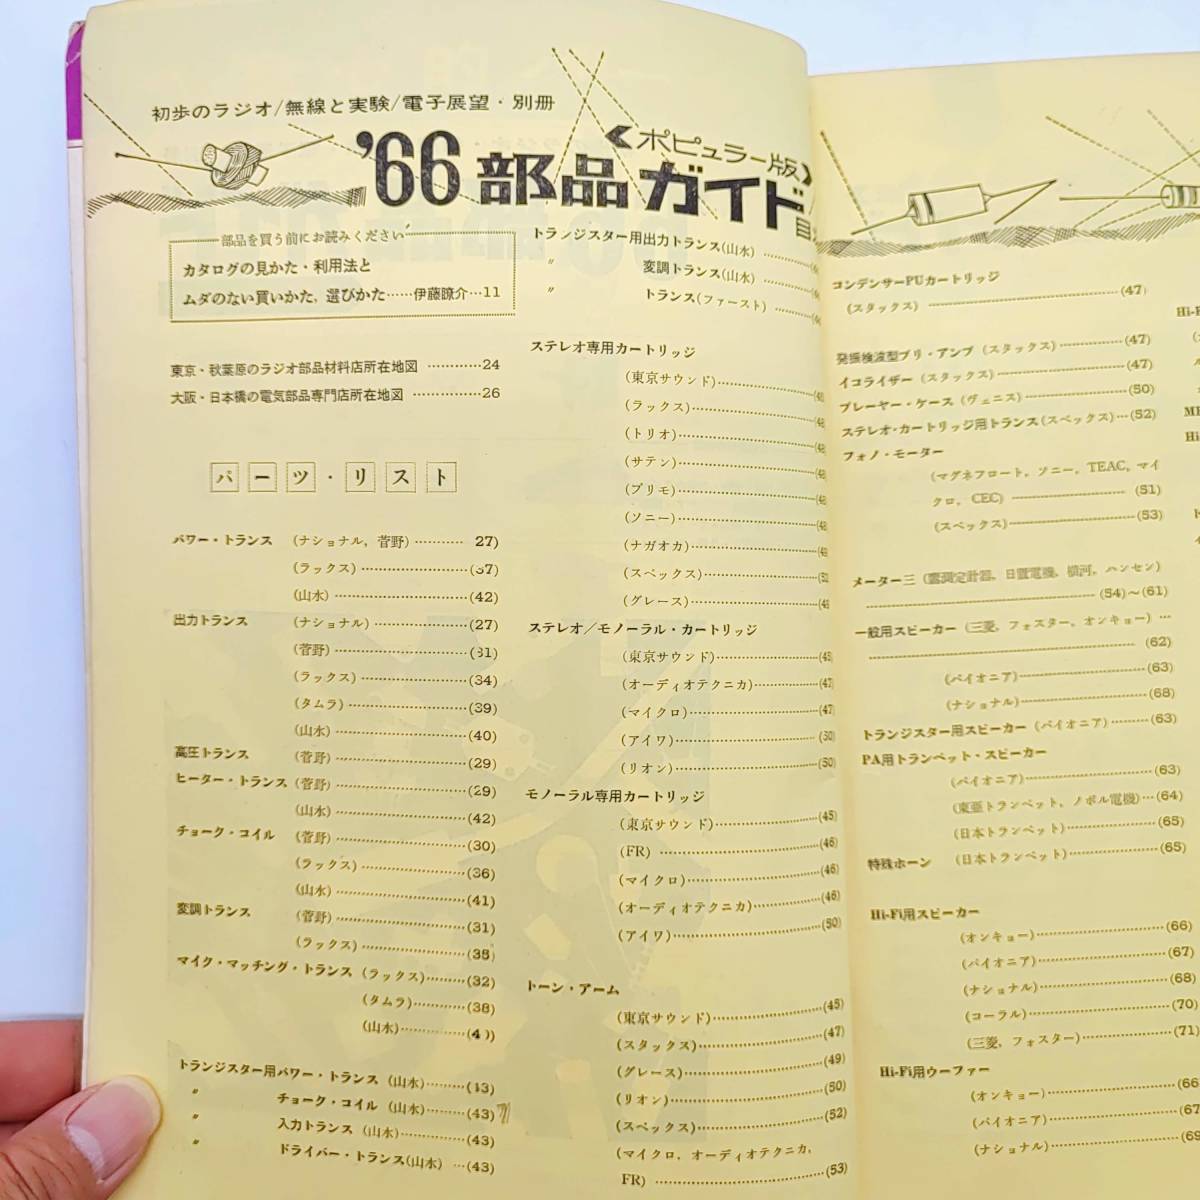 初歩のラジオ/無線と実験/電子展望・別冊
'66 部品ガイド
《ポピュラー版》
部品を買う前にお読みください
カタログの見かた・利用法と
ムダのない買いかた, 選びかた……伊藤暸介…11
東京・秋葉原のラジオ部品材料店所在地図 …………24
大阪・日本橋の電気部品専門店所在地図 …………26
パーツ・リスト
パワー・トランス (ナショナル, 菅野) ………… 27)
(ラックス)…………………(37)
(山水) …………………(42)
出力トランス (ナショナル) ………………(27)
(菅野) …………………(31)
(ラックス) …………………(34)
(タムラ) …………………(39)
(山水) …………………(40)
高圧トランス (菅野) …………………(29)
ヒーター・トランス (菅野) …………………(29)
(山水) …………………(42)
チョーク・コイル (菅野) …………………(30)
(ラックス) …………………(36)
(山水) …………………(41)
変調トランス (菅野) …………………(31)
(ラックス) …………………(35)
マイク・マッチング・トランス (ラックス)………(32)
(タムラ) …………(38)
(山水)…………(4 )
トランジスター用パワー・トランス (山水)………(43)
〃 チョーク・コイル (山水)………(43)
〃 入力トランス (山水)…………(43)
〃 ドライバー・トランス(山水) …(43)
トランジスター用出力トランス(山水)……………
〃 変調トランス(山水)……………
〃 トランス(ファースト)…………
ステレオ専用カートリッジ
(東京サウンド)……………
(ラックス)…………………
(トリオ)……………………
(サテン)……………………
(プリモ)……………………
(ソニー)……………………
(ナガオカ)…………………
(スペックス)………………
(グレース)…………………
ステレオ/モノーラル・カートリッジ
(東京サウンド)……………(45)
(オーディオテクニカ)………(47)
(マイクロ)…………………(47)
(アイワ) …………………(50)
(リオン)……………………(50)
モノーラル専用カートリッジ
(東京サウンド)……………(45)
(FR) ………………………(46)
(マイクロ)…………………(46)
(オーディオテクニカ)………(46)
(アイワ)……………………(50)
トーン・アーム
(東京サウンド)……………(45)
(スタックス)………………(47)
(グレース)…………………(49)
(リオン)……………………(50)
(スペックス)………………(52)
(マイクロ, オーディオテクニカ,
FR) ………………………(53)
コンデンサーPUカートリッジ
(スタックス) ……………………(47)
発振検波型プリ・アンプ (スタックス) …………(47)
イコライザー (スタックス)……………………(47)
プレーヤー・ケース (ヴェニス) ………………(50)
ステレオ・カートリッジ用トランス(スペックス)…(52)
フォノ・モーター
(マグネフロート, ソニー, TEAC, マイ
クロ, CEC) ………………(51)
(スペックス)…………………(53)
日置電機, 横河, ハンセン)
……………………………(54)～(61)
一般用スピーカー (三菱, フォスター, オンキョー) …
……………………………………(62)
(パイオニア) ………………(63)
(ナショナル) ………………(68)
トランジスター用スピーカー (パイオニア)………(63)
PA用トランペット・スピーカー
(パイオニア) ………………(63)
(東亜トランペット, ノボル電機)…(64)
(日本トランペット)…………(65)
特殊ホーン (日本トランペット)……………(65)
Hi-Fi用スピーカー
(オンキョー)…………………(66)
(パイオニア)…………………(67)
(ナショナル)…………………(68)
(コーラル)……………………(70)
(三菱, フォスター)…………(71)
Hi-Fi用ウーファー
(オンキョー)…………………(66
(パイオニア)…………………(67
(ナショナル)…………………(69